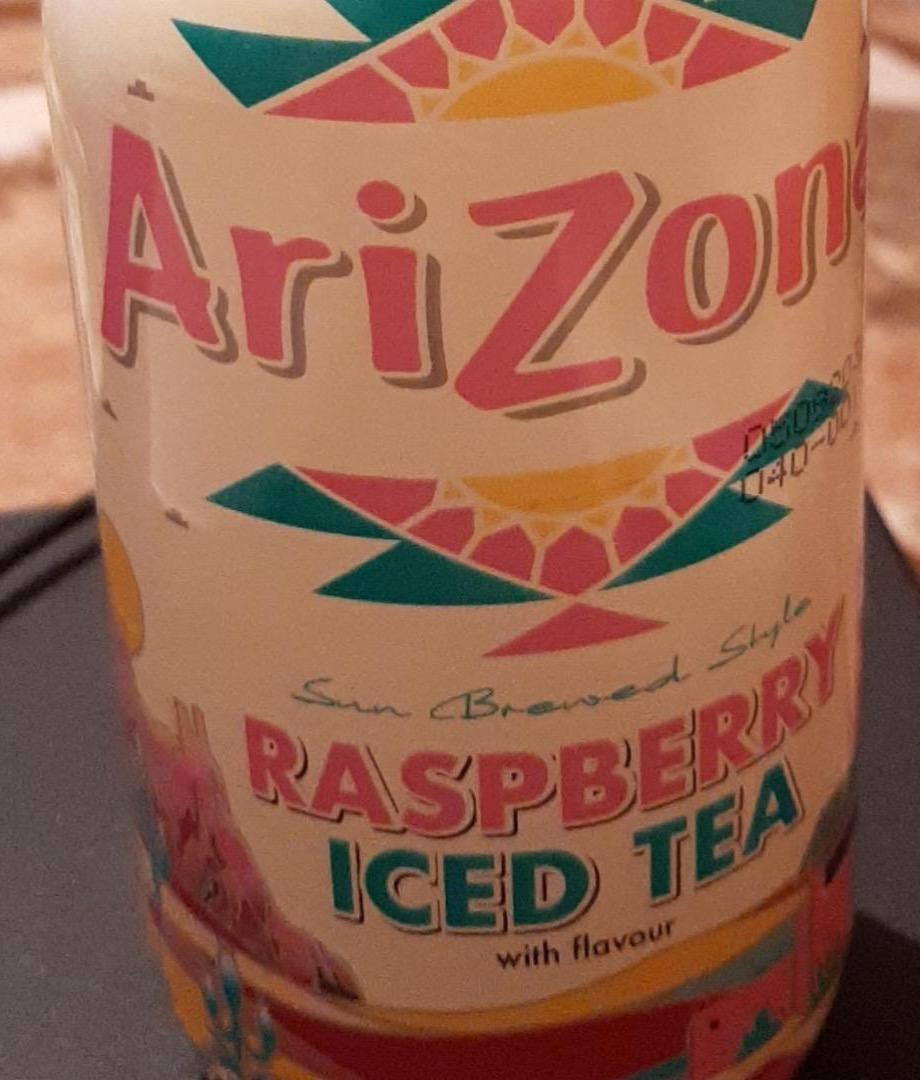 AriZona
Sun Brewed Style
RASPBERRY
ICED TEA
with flavour